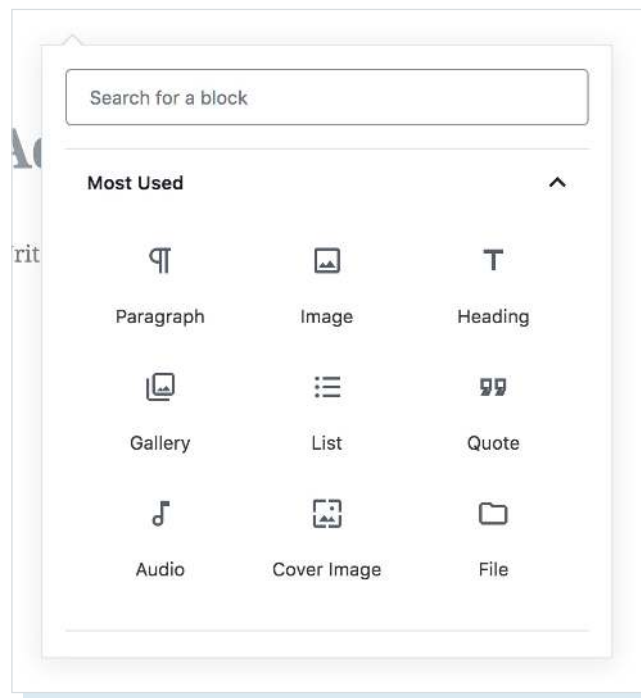 Search for a block
Most Used
Paragraph Image Heading
Gallery List Quote
Audio Cover Image File